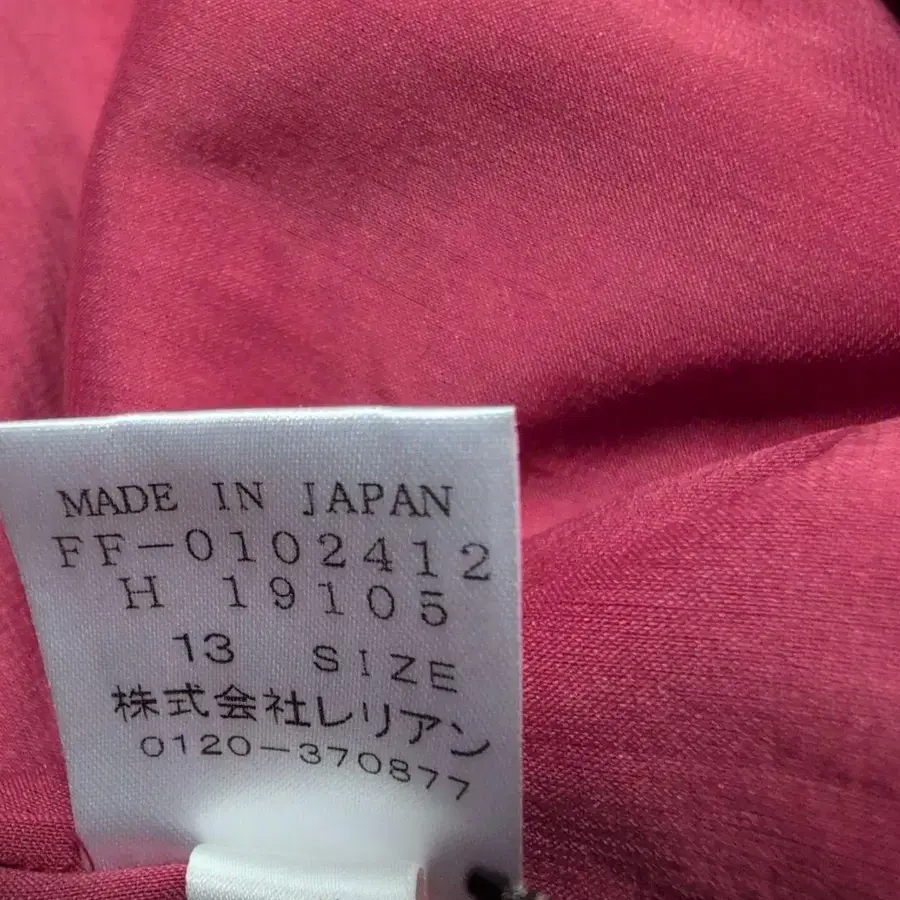 MADE IN JAPAN
FF-0102412
H 19105
13 SIZE
株式会社レリアン
0120-370877